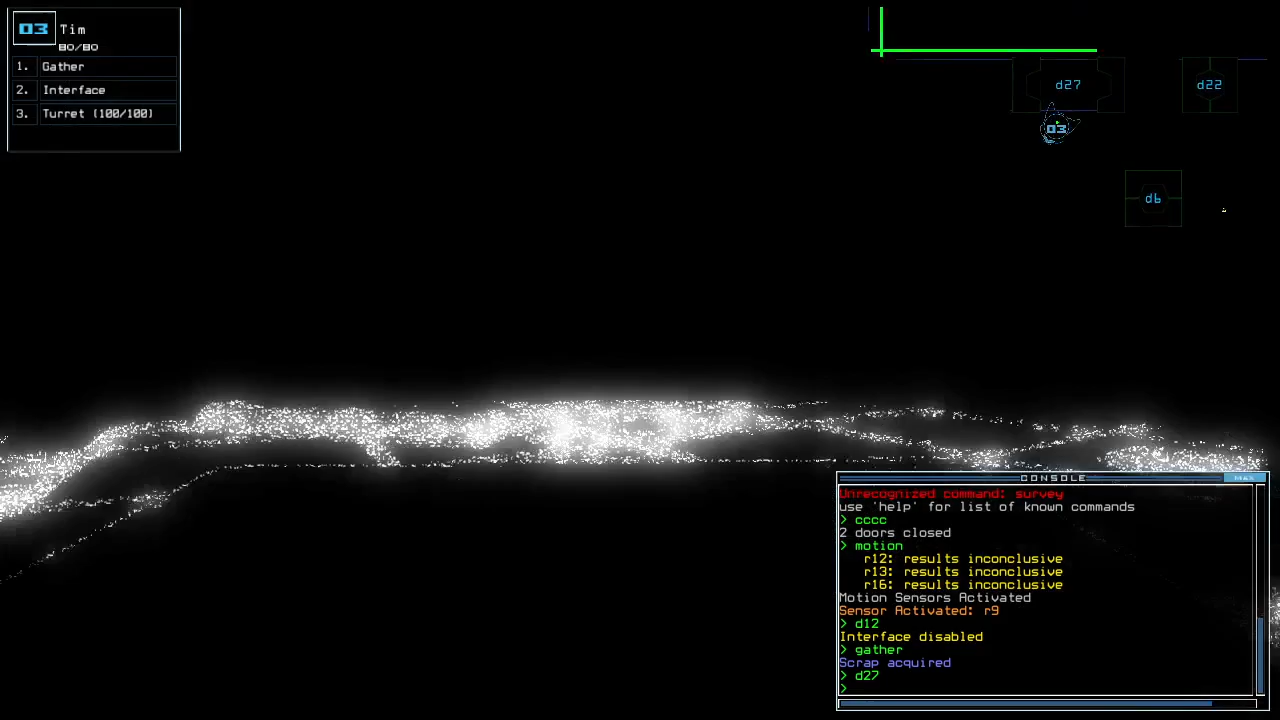 03 Tim
80/80
1. Gather
2. Interface
3. Turret (100/100)
d27
d22
03
d6
CONSOLE
MAX
Unrecognized command: survey
use 'help' for list of known commands
> cccc
2 doors closed
> motion
r12: results inconclusive
r13: results inconclusive
r16: results inconclusive
Motion Sensors Activated
Sensor Activated: r9
> d12
Interface disabled
> gather
Scrap acquired
> d27
>